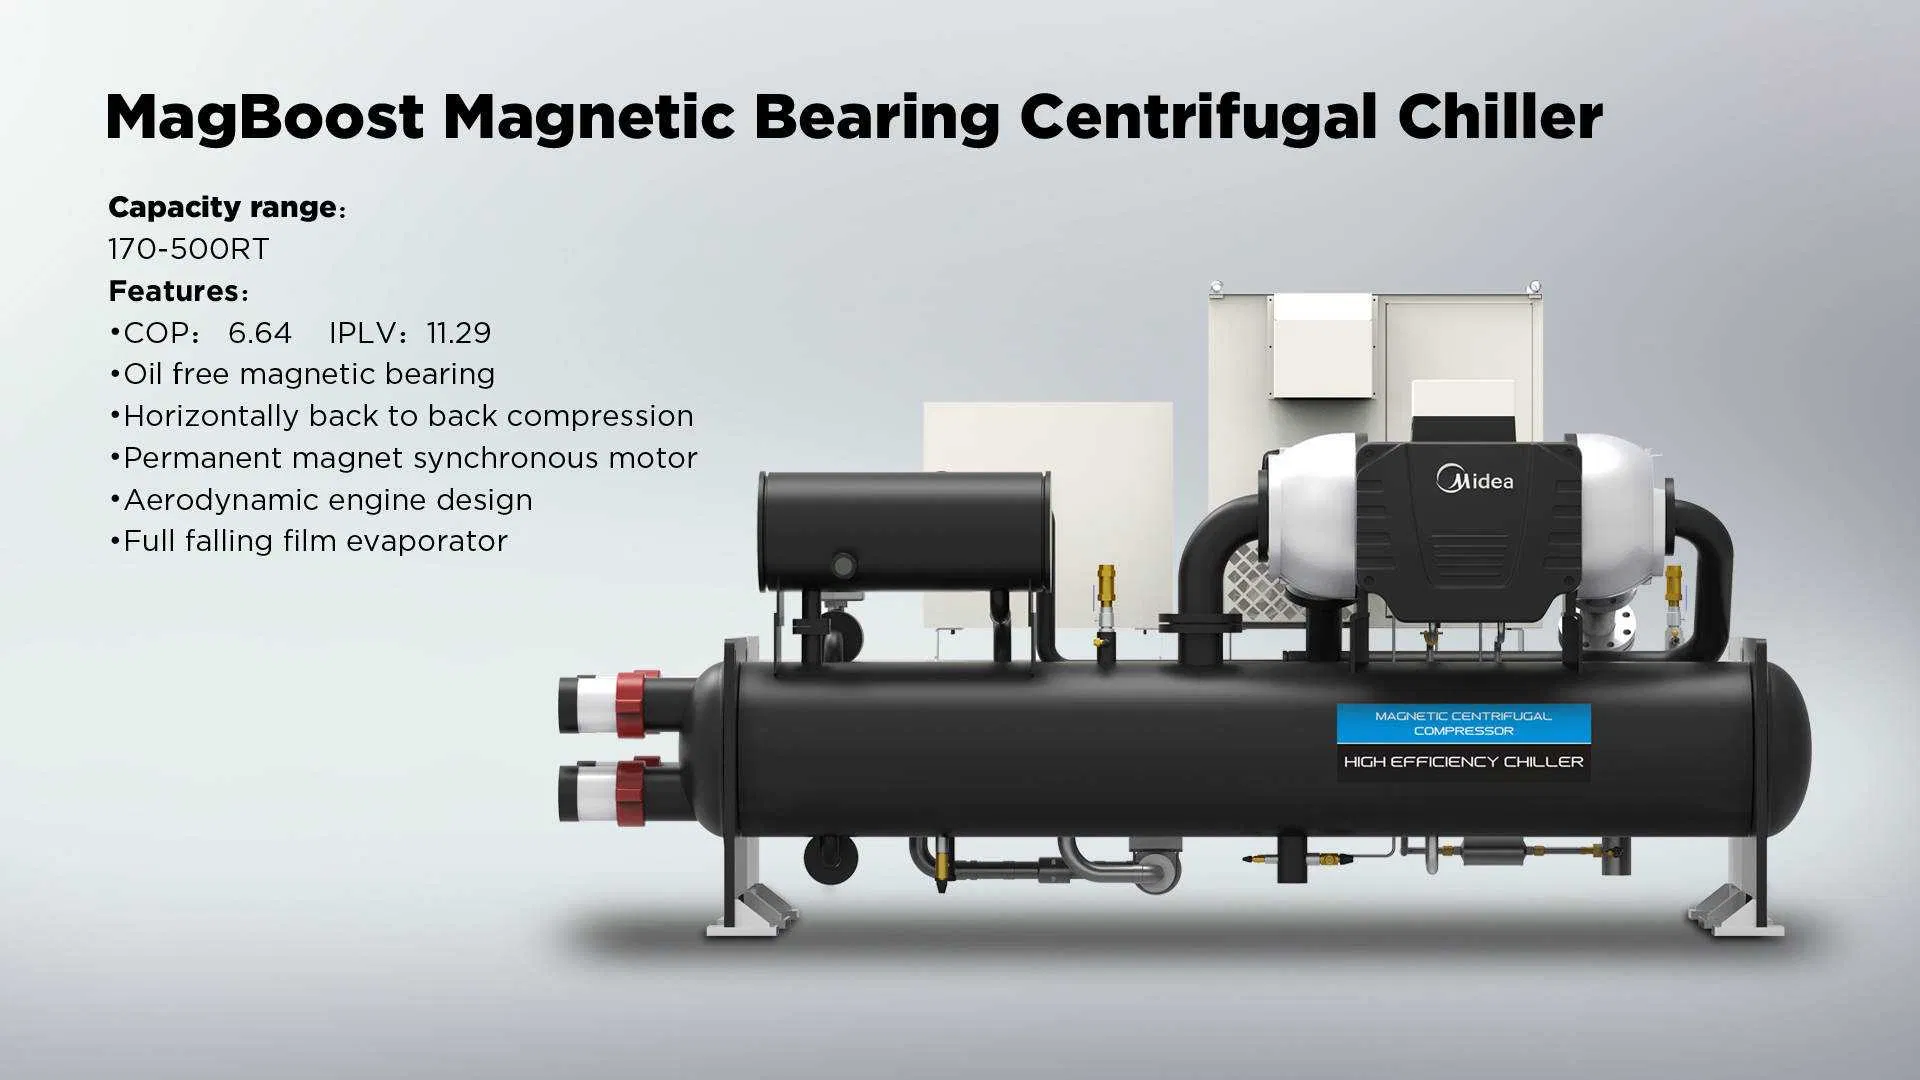 MagBoost Magnetic Bearing Centrifugal Chiller
Capacity range：
170-500RT
Features：
•COP： 6.64 IPLV：11.29
•Oil free magnetic bearing
•Horizontally back to back compression
•Permanent magnet synchronous motor
•Aerodynamic engine design
•Full falling film evaporator
Midea
MAGNETIC CENTRIFUGAL
COMPRESSOR
HIGH EFFICIENCY CHILLER